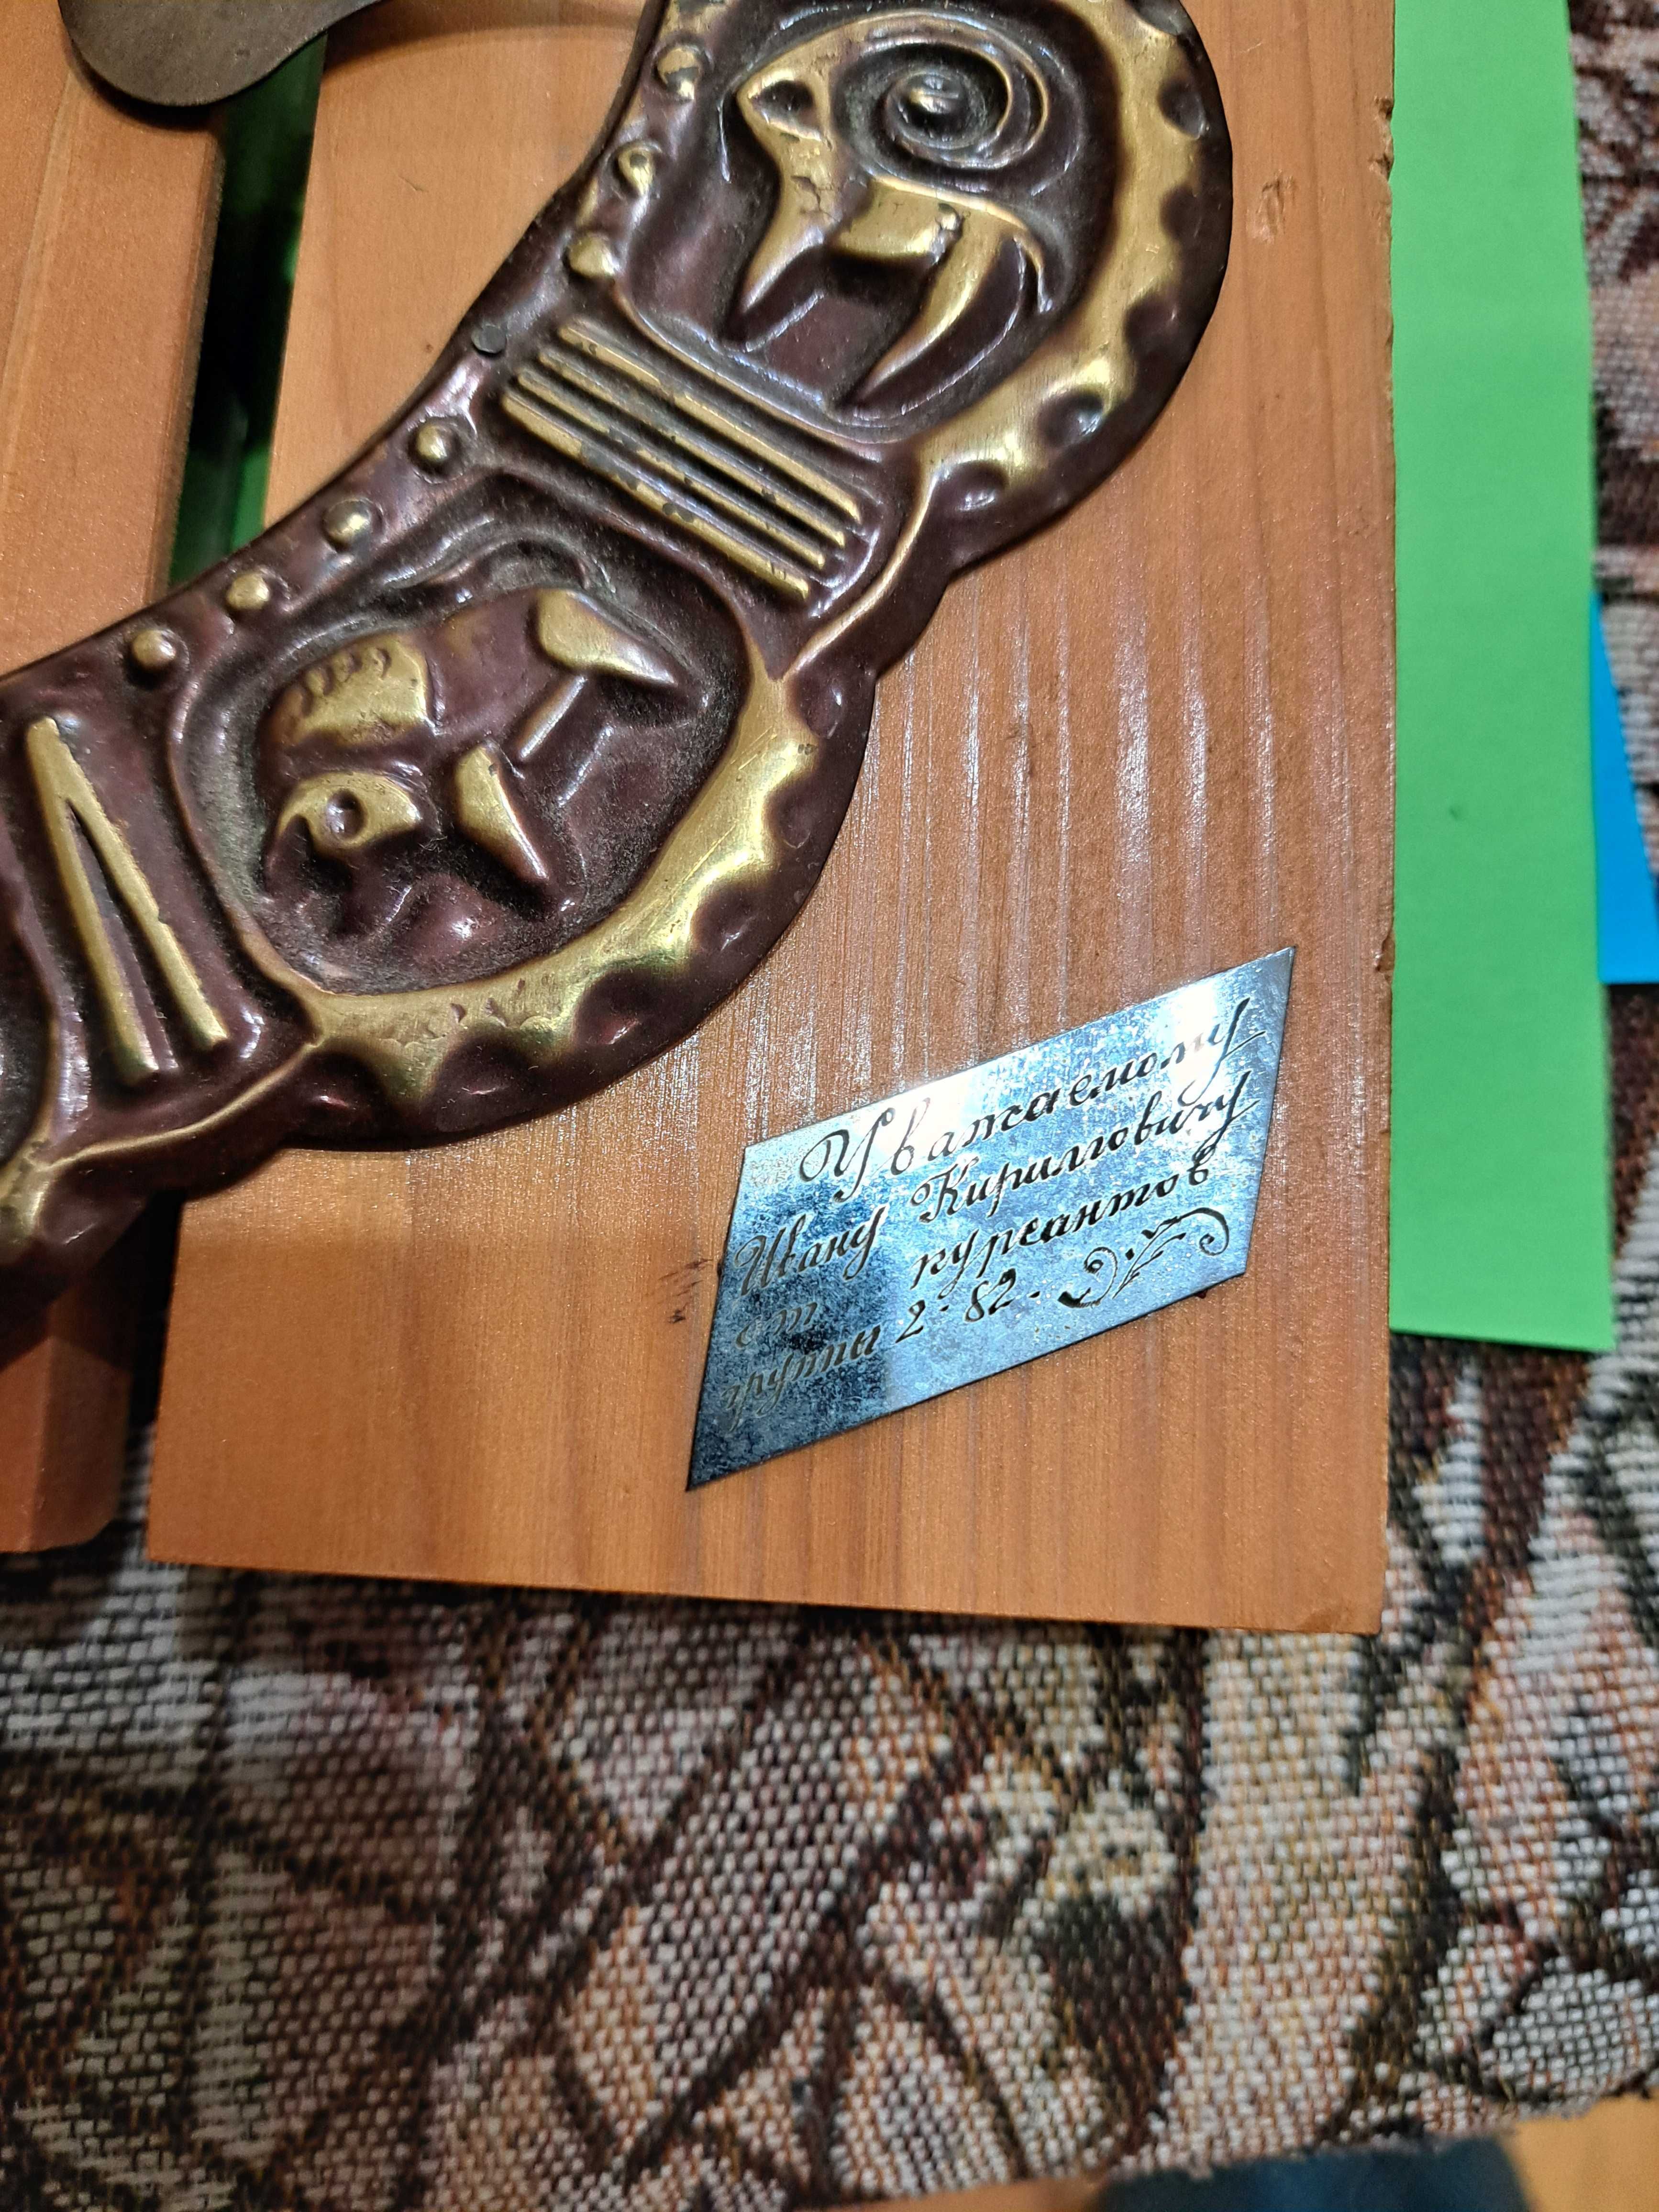 Уважаемому
Ивану Кирилловичу
от курсантов
группы 2-82.